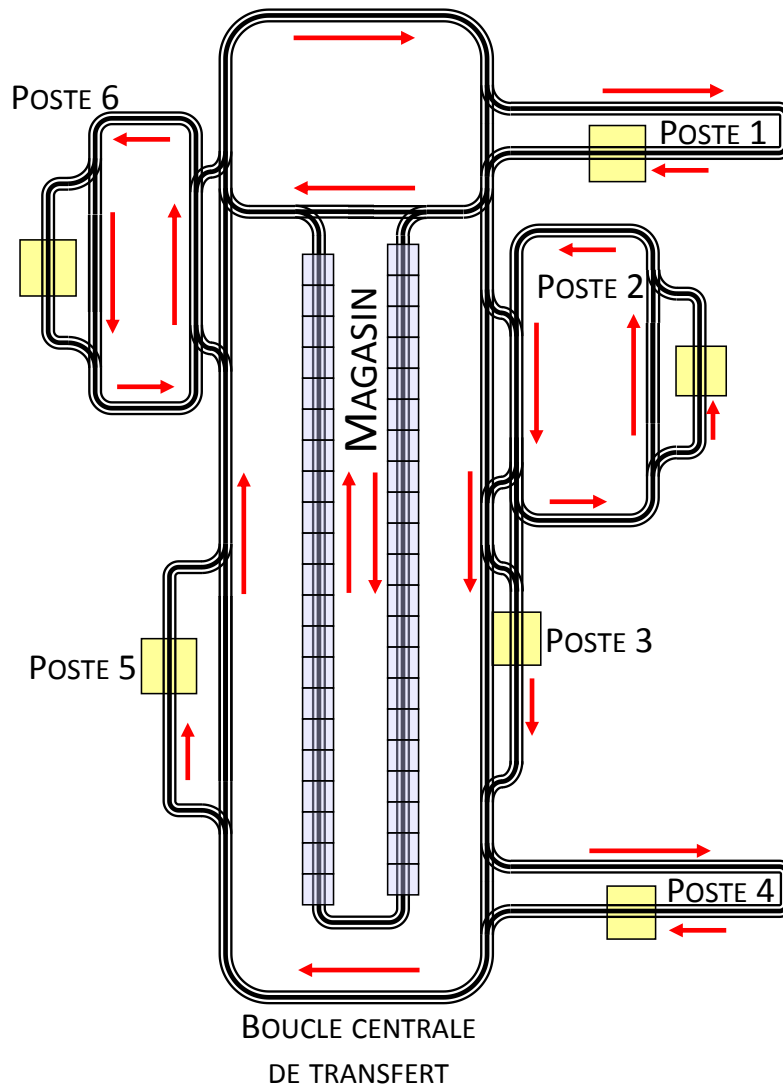 POSTE 6
POSTE 1
POSTE 2
MAGASIN
POSTE 3
POSTE 5
POSTE 4
BOUCLE CENTRALE
DE TRANSFERT